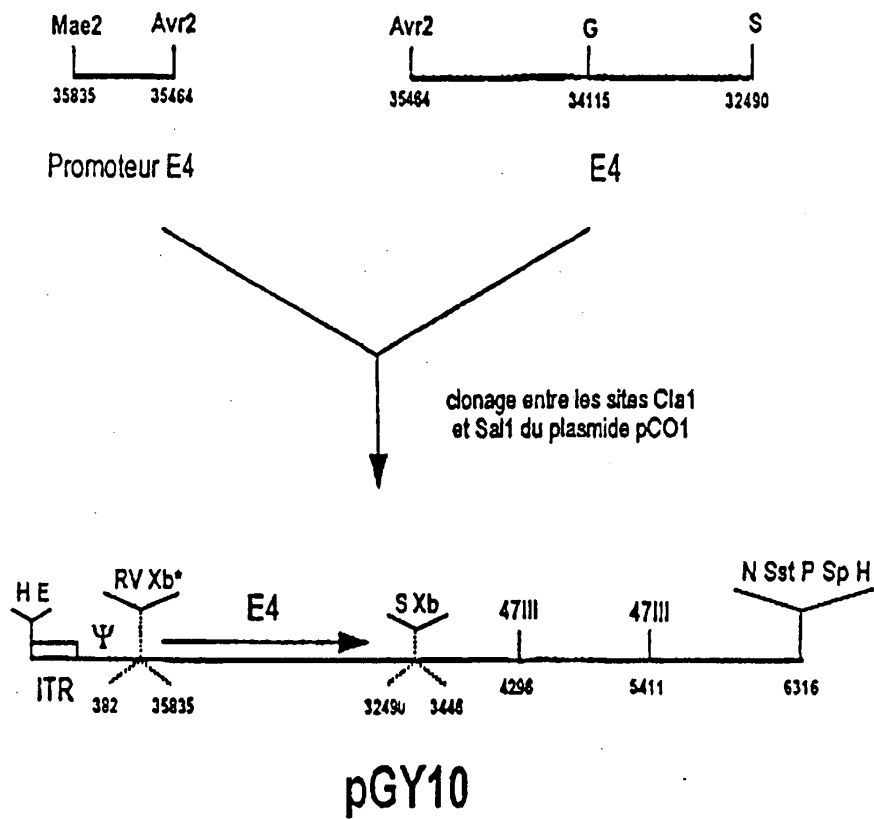 Mae2 Avr2 Avr2 G S
35835 35464 35464 34115 32490
Promoteur E4 E4
clonage entre les sites Cla1
et Sal1 du plasmide pCO1
H E RV Xb* E4 S Xb 47III 47III N Sst P Sp H
Ψ
ITR 382 35835 32490 3446 4296 5411 6316
pGY10